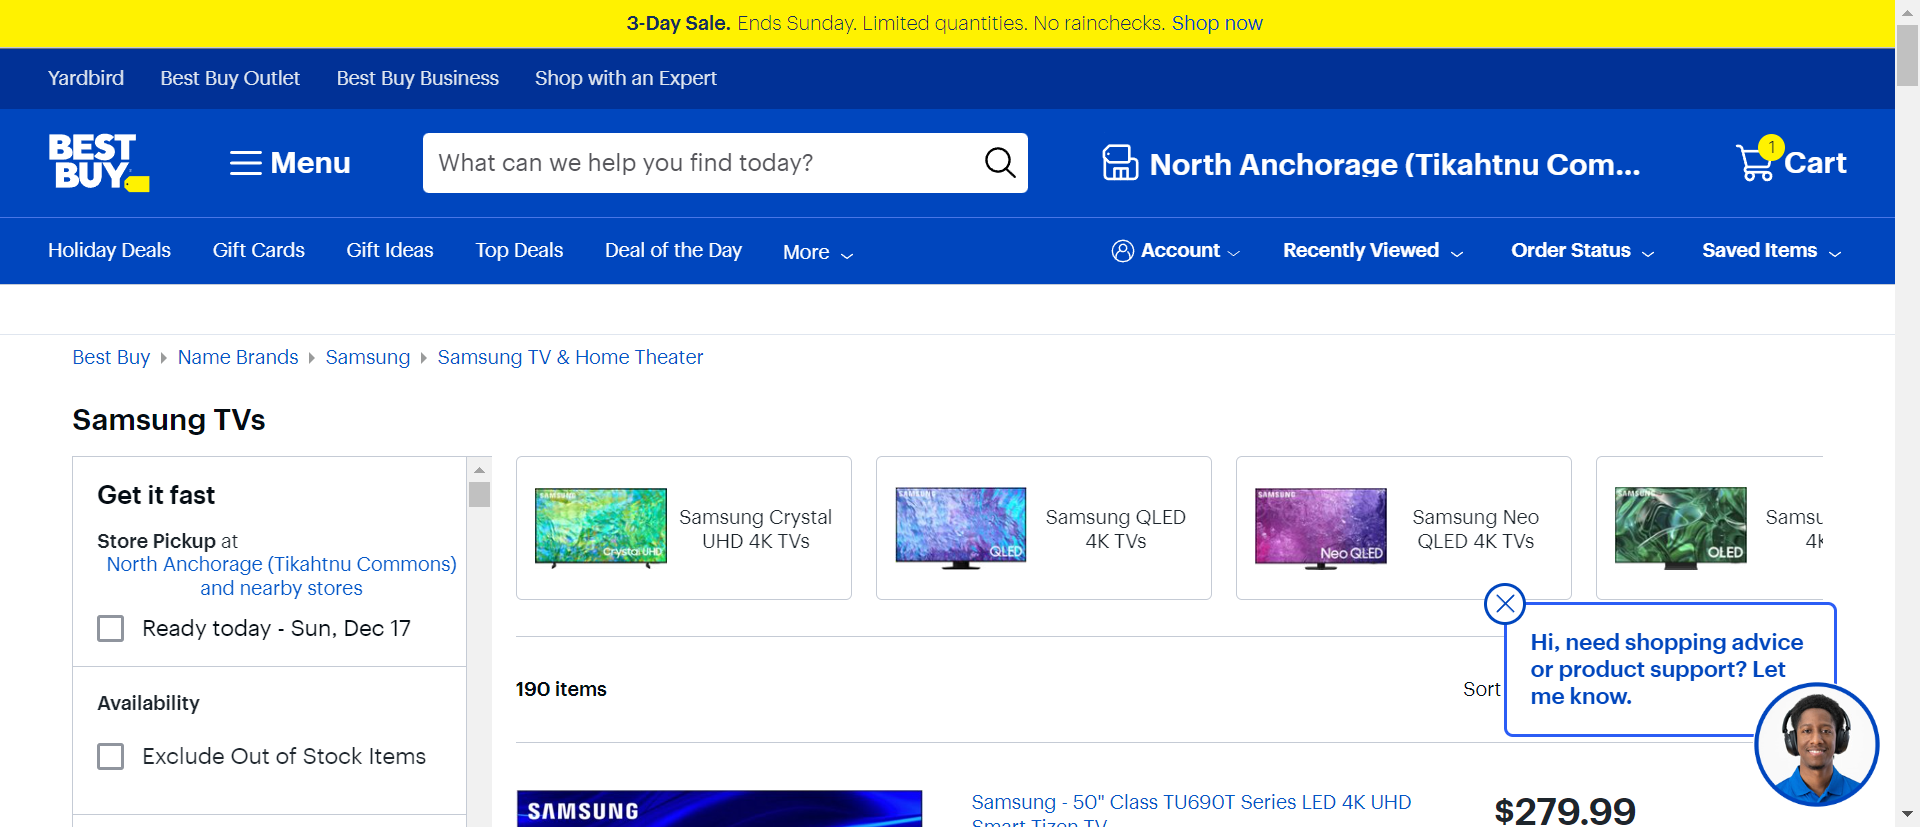 3-Day Sale. Ends Sunday. Limited quantities. No rainchecks. Shop now
Yardbird Best Buy Outlet Best Buy Business Shop with an Expert
BEST BUY
Menu
What can we help you find today?
North Anchorage (Tikahtnu Com...
1
Cart
Holiday Deals Gift Cards Gift Ideas Top Deals Deal of the Day More
Account Recently Viewed Order Status Saved Items
Best Buy Name Brands Samsung Samsung TV & Home Theater
Samsung TVs
Get it fast
Store Pickup at
North Anchorage (Tikahtnu Commons)
and nearby stores
Ready today - Sun, Dec 17
Availability
Exclude Out of Stock Items
SAMSUNG
Crystal UHD
Samsung Crystal
UHD 4K TVs
SAMSUNG
QLED
Samsung QLED
4K TVs
SAMSUNG
Neo QLED
Samsung Neo
QLED 4K TVs
SAMSUNG
OLED
190 items
Sort
Hi, need shopping advice
or product support? Let
me know.
SAMSUNG
Samsung - 50" Class TU690T Series LED 4K UHD
Smart Tizen TV
$279.99